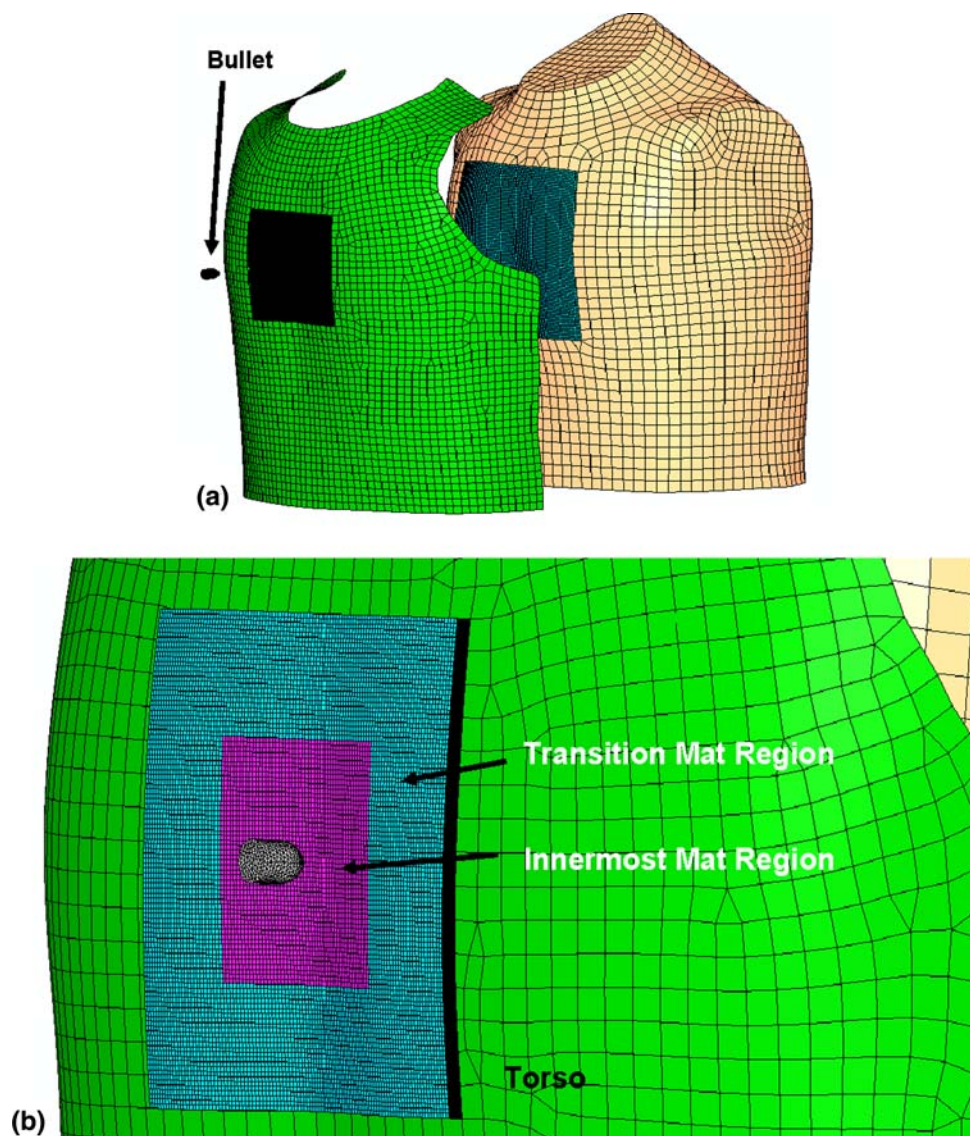 Bullet
(a)
Transition Mat Region
Innermost Mat Region
Torso
(b)